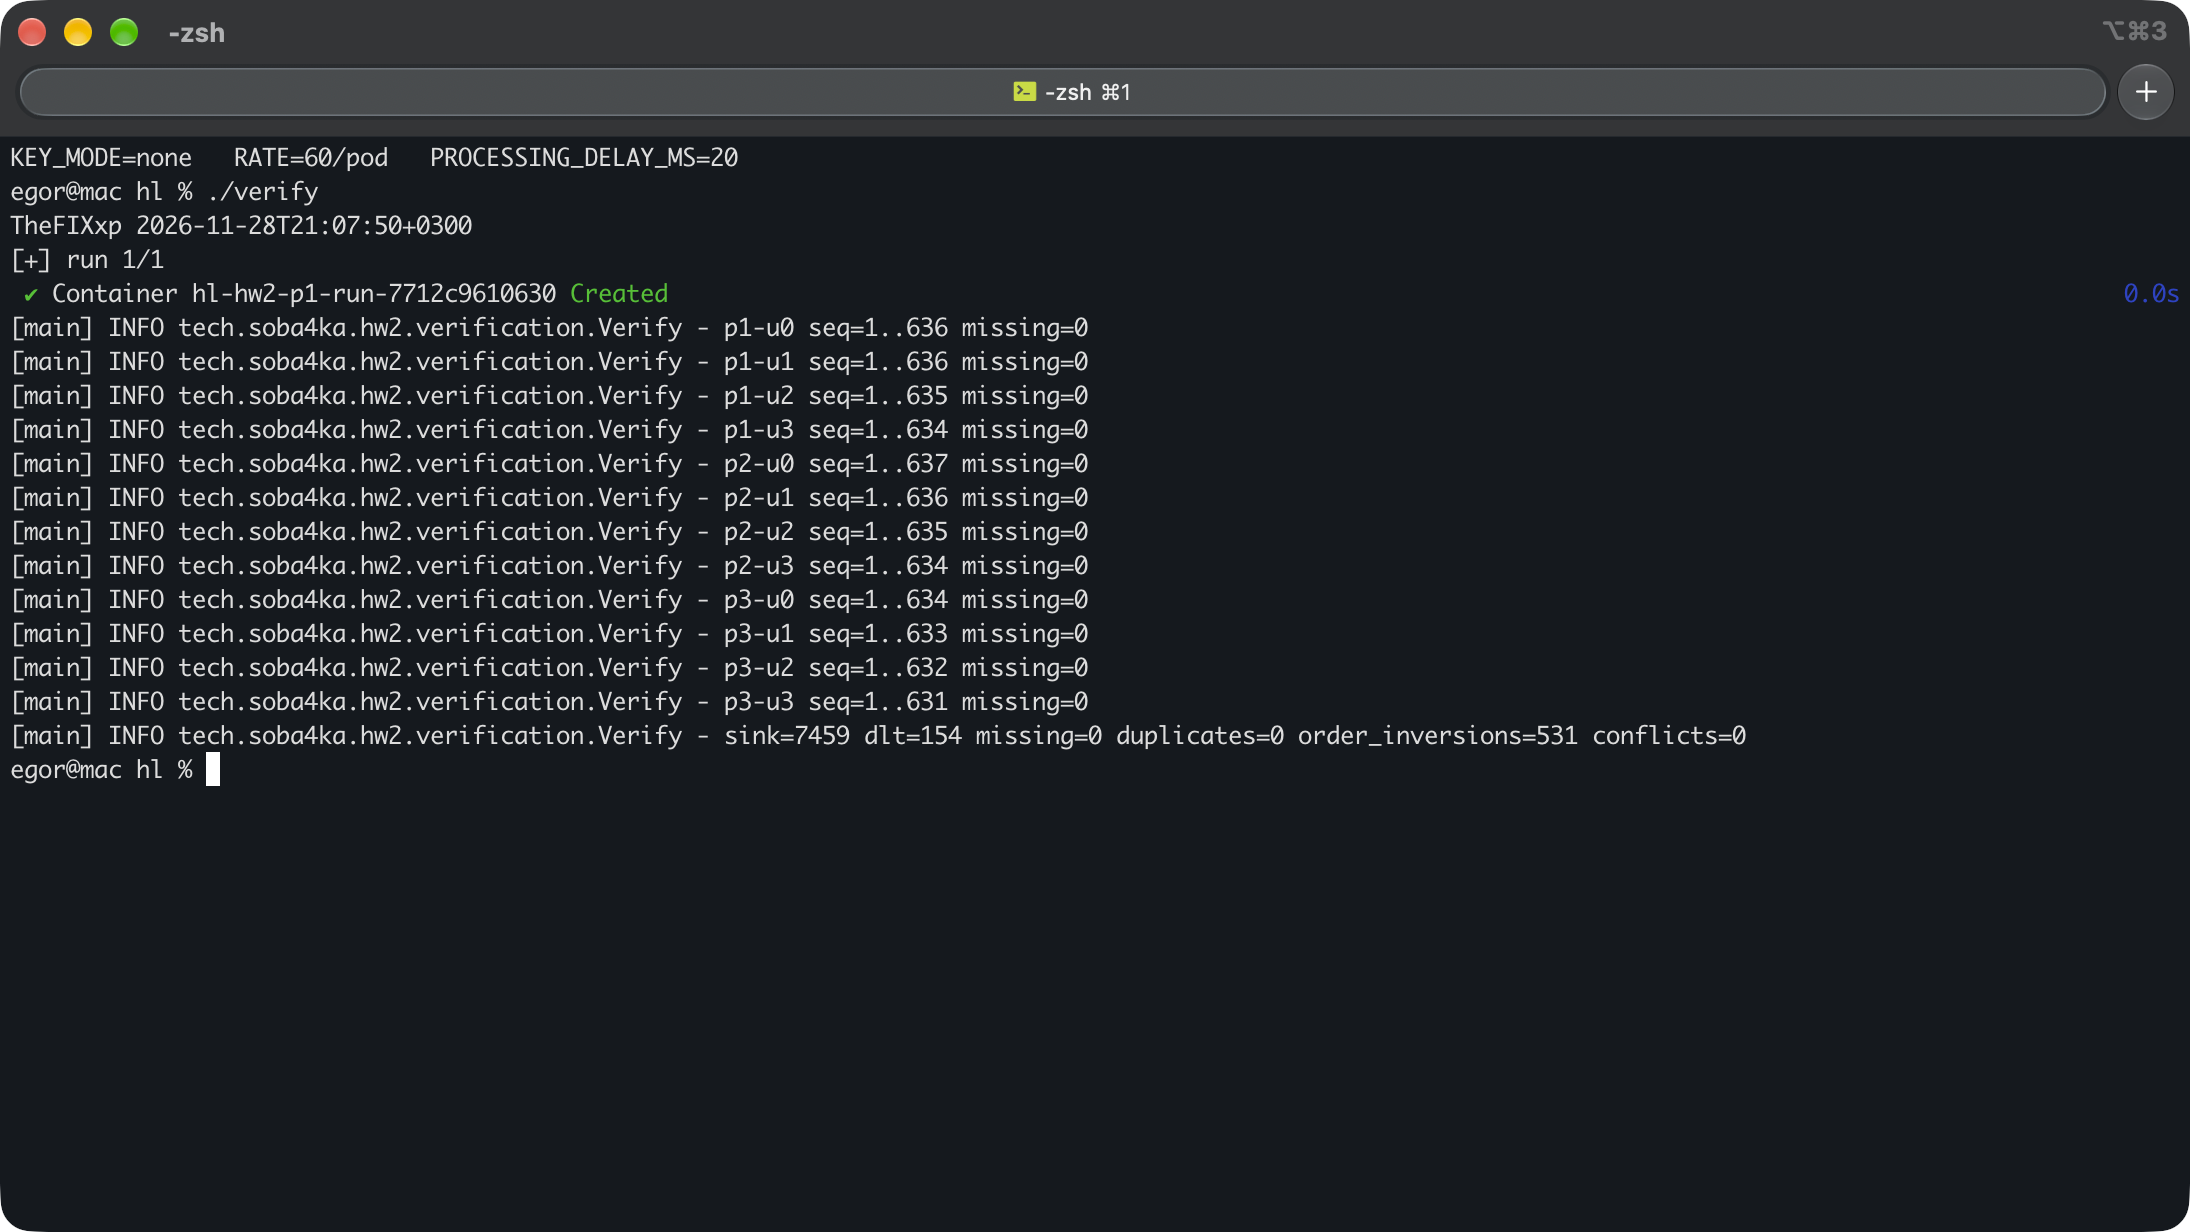 -zsh
⌥⌘3
-zsh ⌘1
+
KEY_MODE=none   RATE=60/pod   PROCESSING_DELAY_MS=20
egor@mac hl % ./verify
TheFIXxp 2026-11-28T21:07:50+0300
[+] run 1/1
✔ Container hl-hw2-p1-run-7712c9610630 Created 0.0s
[main] INFO tech.soba4ka.hw2.verification.Verify - p1-u0 seq=1..636 missing=0
[main] INFO tech.soba4ka.hw2.verification.Verify - p1-u1 seq=1..636 missing=0
[main] INFO tech.soba4ka.hw2.verification.Verify - p1-u2 seq=1..635 missing=0
[main] INFO tech.soba4ka.hw2.verification.Verify - p1-u3 seq=1..634 missing=0
[main] INFO tech.soba4ka.hw2.verification.Verify - p2-u0 seq=1..637 missing=0
[main] INFO tech.soba4ka.hw2.verification.Verify - p2-u1 seq=1..636 missing=0
[main] INFO tech.soba4ka.hw2.verification.Verify - p2-u2 seq=1..635 missing=0
[main] INFO tech.soba4ka.hw2.verification.Verify - p2-u3 seq=1..634 missing=0
[main] INFO tech.soba4ka.hw2.verification.Verify - p3-u0 seq=1..634 missing=0
[main] INFO tech.soba4ka.hw2.verification.Verify - p3-u1 seq=1..633 missing=0
[main] INFO tech.soba4ka.hw2.verification.Verify - p3-u2 seq=1..632 missing=0
[main] INFO tech.soba4ka.hw2.verification.Verify - p3-u3 seq=1..631 missing=0
[main] INFO tech.soba4ka.hw2.verification.Verify - sink=7459 dlt=154 missing=0 duplicates=0 order_inversions=531 conflicts=0
egor@mac hl %